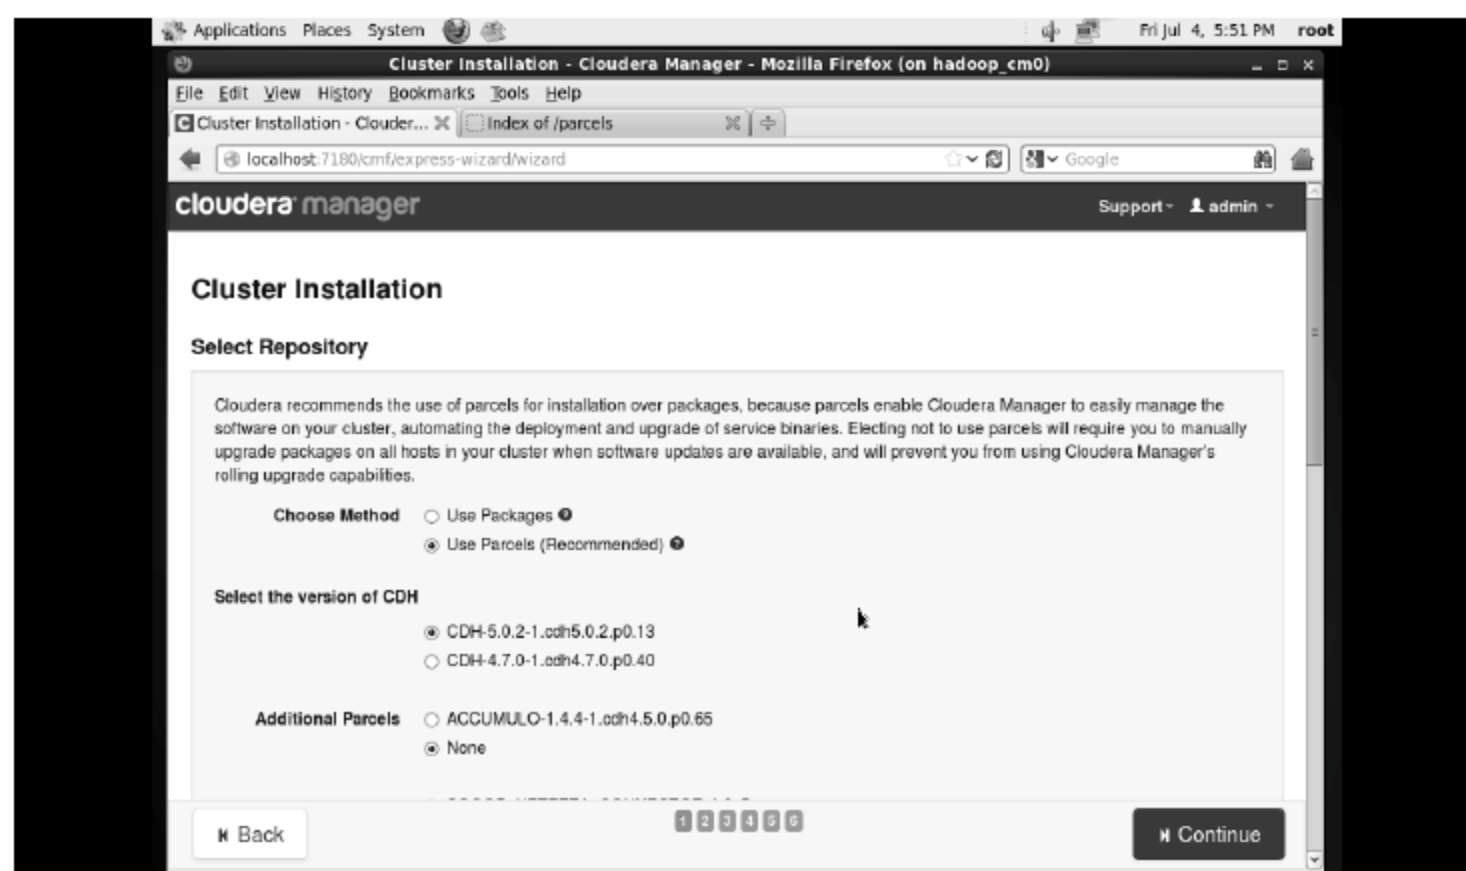 Applications Places System Fri Jul 4, 5:51 PM root
Cluster Installation - Cloudera Manager - Mozilla Firefox (on hadoop_cm0)
File Edit View History Bookmarks Tools Help
Cluster Installation - Clouder... Index of /parcels
localhost:7180/cmf/express-wizard/wizard Google
cloudera manager Support admin
Cluster Installation
Select Repository
Cloudera recommends the use of parcels for installation over packages, because parcels enable Cloudera Manager to easily manage the
software on your cluster, automating the deployment and upgrade of service binaries. Electing not to use parcels will require you to manually
upgrade packages on all hosts in your cluster when software updates are available, and will prevent you from using Cloudera Manager's
rolling upgrade capabilities.
Choose Method Use Packages
Use Parcels (Recommended)
Select the version of CDH
CDH-5.0.2-1.cdh5.0.2.p0.13
CDH-4.7.0-1.cdh4.7.0.p0.40
Additional Parcels ACCUMULO-1.4.4-1.cdh4.5.0.p0.65
None
Back 1 2 3 4 5 6 Continue